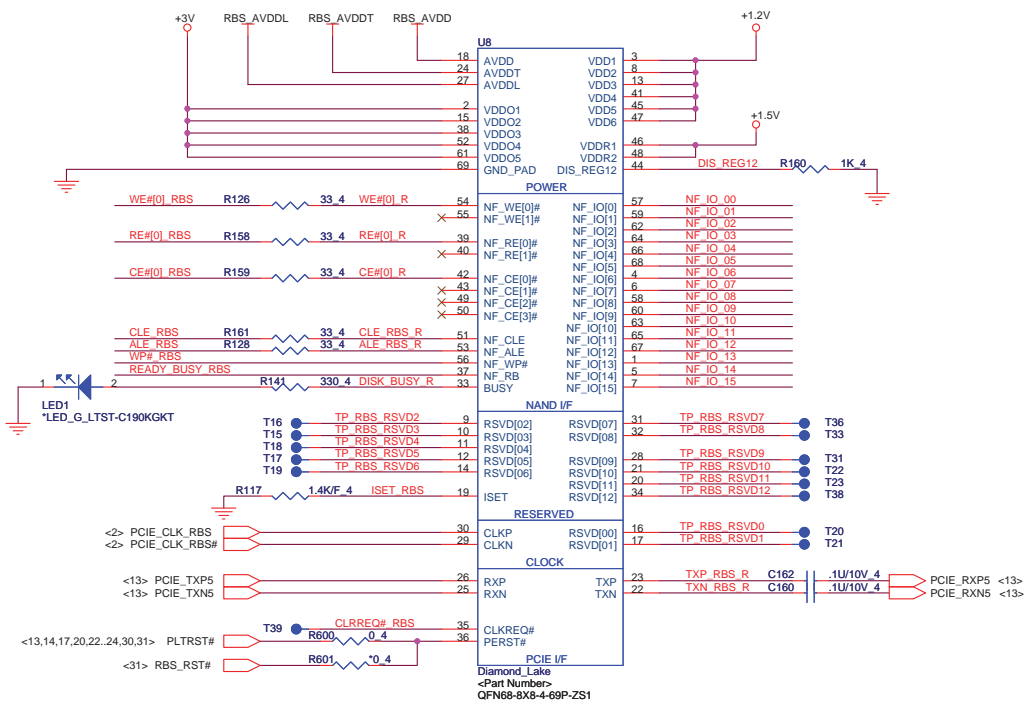 +3V RBS_AVDDL RBS_AVDDT RBS_AVDD +1.2V
U8
18 AVDD VDD1 3
24 AVDDT VDD2 8
27 AVDDL VDD3 13
VDD4 41
2 VDDO1 VDD5 45
15 VDDO2 VDD6 47
38 VDDO3 +1.5V
52 VDDO4 VDDR1 46
61 VDDO5 VDDR2 48
69 GND_PAD DIS_REG12 44 DIS_REG12 R160 1K_4
POWER
WE#[0]_RBS R126 33_4 WE#[0]_R 54 NF_WE[0]# NF_IO[0] 57 NF_IO_00
55 NF_WE[1]# NF_IO[1] 59 NF_IO_01
NF_IO[2] 62 NF_IO_02
RE#[0]_RBS R158 33_4 RE#[0]_R 39 NF_RE[0]# NF_IO[3] 64 NF_IO_03
40 NF_RE[1]# NF_IO[4] 66 NF_IO_04
NF_IO[5] 68 NF_IO_05
CE#[0]_RBS R159 33_4 CE#[0]_R 42 NF_CE[0]# NF_IO[6] 4 NF_IO_06
43 NF_CE[1]# NF_IO[7] 6 NF_IO_07
49 NF_CE[2]# NF_IO[8] 58 NF_IO_08
50 NF_CE[3]# NF_IO[9] 60 NF_IO_09
NF_IO[10] 63 NF_IO_10
CLE_RBS R161 33_4 CLE_RBS_R 51 NF_CLE NF_IO[11] 65 NF_IO_11
ALE_RBS R128 33_4 ALE_RBS_R 53 NF_ALE NF_IO[12] 67 NF_IO_12
WP#_RBS 56 NF_WP# NF_IO[13] 1 NF_IO_13
READY_BUSY_RBS 37 NF_RB NF_IO[14] 5 NF_IO_14
1 2 R141 330_4 DISK_BUSY_R 33 BUSY NF_IO[15] 7 NF_IO_15
LED1
*LED_G_LTST-C190KGKT
NAND I/F
T16 TP_RBS_RSVD2 9 RSVD[02] RSVD[07] 31 TP_RBS_RSVD7 T36
T15 TP_RBS_RSVD3 10 RSVD[03] RSVD[08] 32 TP_RBS_RSVD8 T33
T18 TP_RBS_RSVD4 11 RSVD[04]
T17 TP_RBS_RSVD5 12 RSVD[05] RSVD[09] 28 TP_RBS_RSVD9 T31
T19 TP_RBS_RSVD6 14 RSVD[06] RSVD[10] 21 TP_RBS_RSVD10 T22
RSVD[11] 20 TP_RBS_RSVD11 T23
R117 1.4K/F_4 ISET_RBS 19 ISET RSVD[12] 34 TP_RBS_RSVD12 T38
RESERVED
<2> PCIE_CLK_RBS 30 CLKP RSVD[00] 16 TP_RBS_RSVD0 T20
<2> PCIE_CLK_RBS# 29 CLKN RSVD[01] 17 TP_RBS_RSVD1 T21
CLOCK
<13> PCIE_TXP5 26 RXP TXP 23 TXP_RBS_R C162 .1U/10V_4 PCIE_RXP5 <13>
<13> PCIE_TXN5 25 RXN TXN 22 TXN_RBS_R C160 .1U/10V_4 PCIE_RXN5 <13>
T39 CLRREQ#_RBS 35 CLKREQ#
<13,14,17,20,22..24,30,31> PLTRST# R600 0_4 36 PERST#
<31> RBS_RST# R601 *0_4
PCIE I/F
Diamond_Lake
<Part Number>
QFN68-8X8-4-69P-ZS1